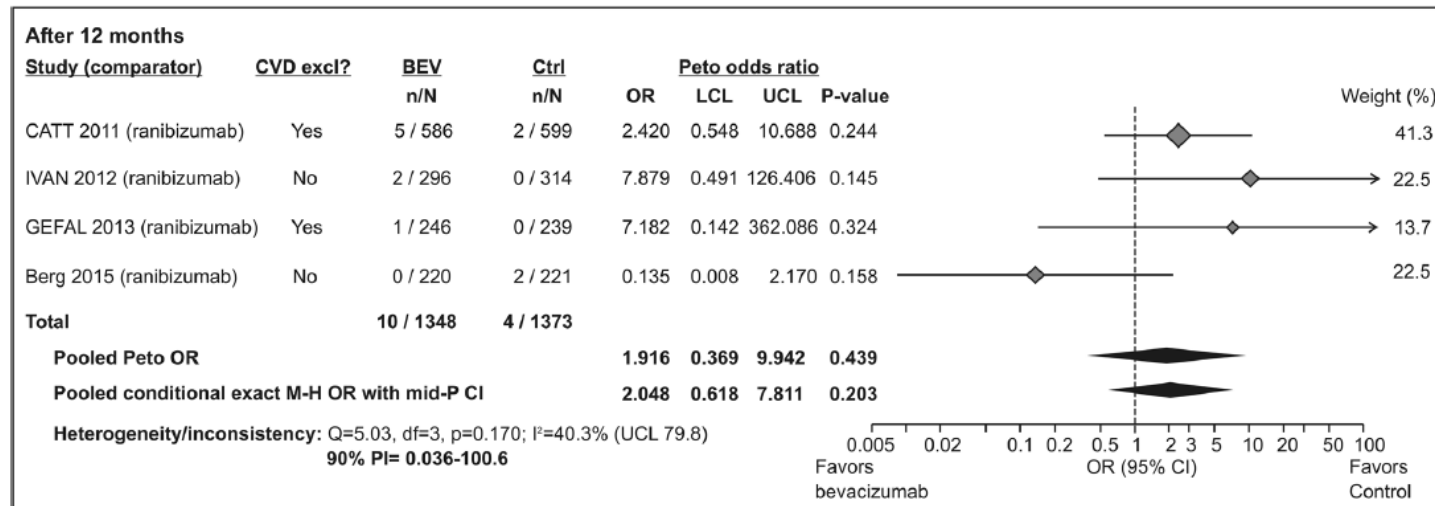 After 12 months
Study (comparator) CVD excl? BEV Ctrl Peto odds ratio
n/N n/N OR LCL UCL P-value Weight (%)
CATT 2011 (ranibizumab) Yes 5 / 586 2 / 599 2.420 0.548 10.688 0.244 41.3
IVAN 2012 (ranibizumab) No 2 / 296 0 / 314 7.879 0.491 126.406 0.145 22.5
GEFAL 2013 (ranibizumab) Yes 1 / 246 0 / 239 7.182 0.142 362.086 0.324 13.7
Berg 2015 (ranibizumab) No 0 / 220 2 / 221 0.135 0.008 2.170 0.158 22.5
Total 10 / 1348 4 / 1373
Pooled Peto OR 1.916 0.369 9.942 0.439
Pooled conditional exact M-H OR with mid-P CI 2.048 0.618 7.811 0.203
Heterogeneity/inconsistency: Q=5.03, df=3, p=0.170; I²=40.3% (UCL 79.8)
90% PI= 0.036-100.6
0.005 0.02 0.1 0.5 1 2 3 5 10 20 50 100
Favors OR (95% CI) Favors
bevacizumab Control